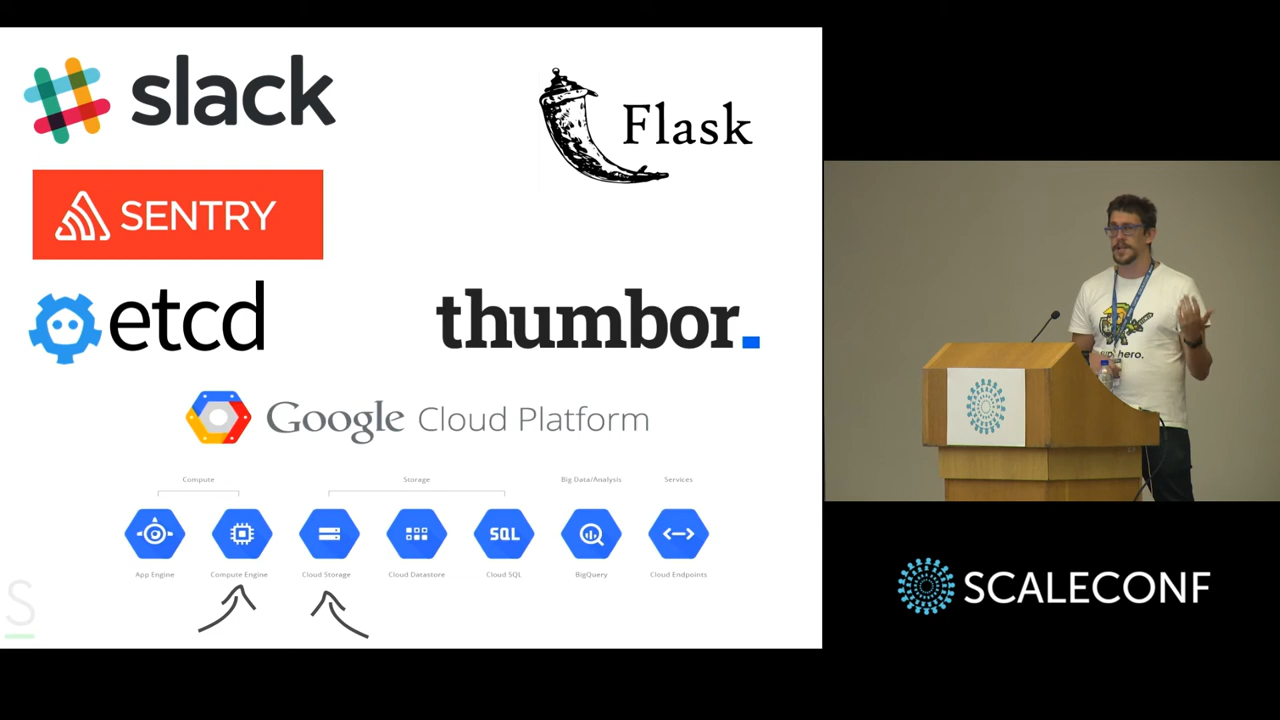 slack
Flask
SENTRY
etcd
thumbor.
Google Cloud Platform
Compute
Storage
Big Data/Analysis
Services
SQL
App Engine
Compute Engine
Cloud Storage
Cloud Datastore
Cloud SQL
BigQuery
Cloud Endpoints
S
hero.
SCALECONF